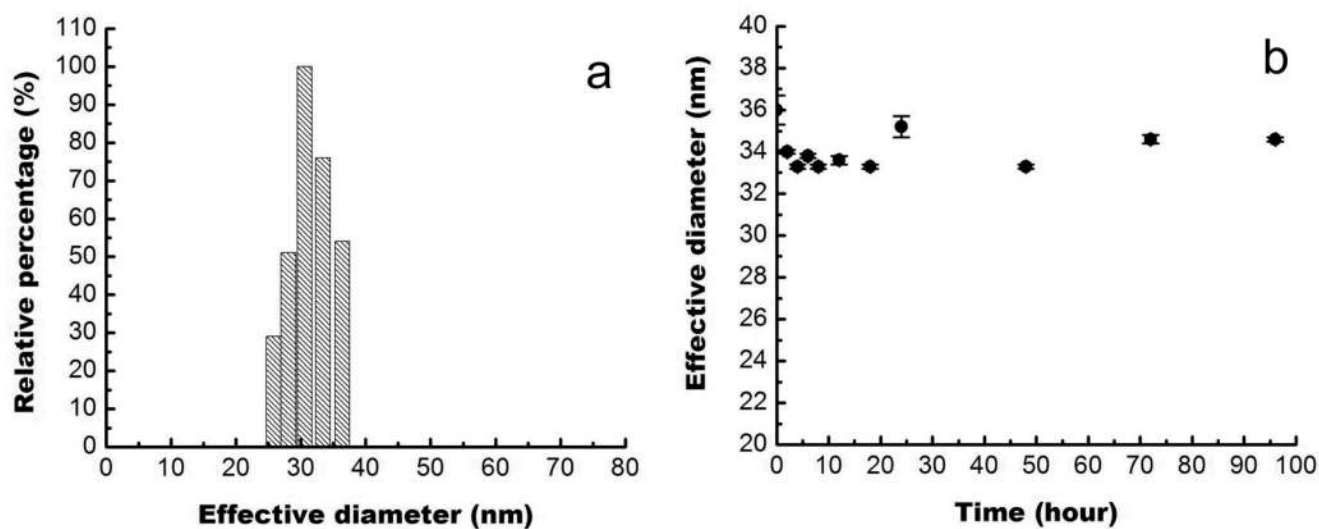 a
Relative percentage (%)
110
100
90
80
70
60
50
40
30
20
10
0
0 10 20 30 40 50 60 70 80
Effective diameter (nm)
b
Effective diameter (nm)
40
38
36
34
32
30
28
26
24
22
20
0 10 20 30 40 50 60 70 80 90 100
Time (hour)